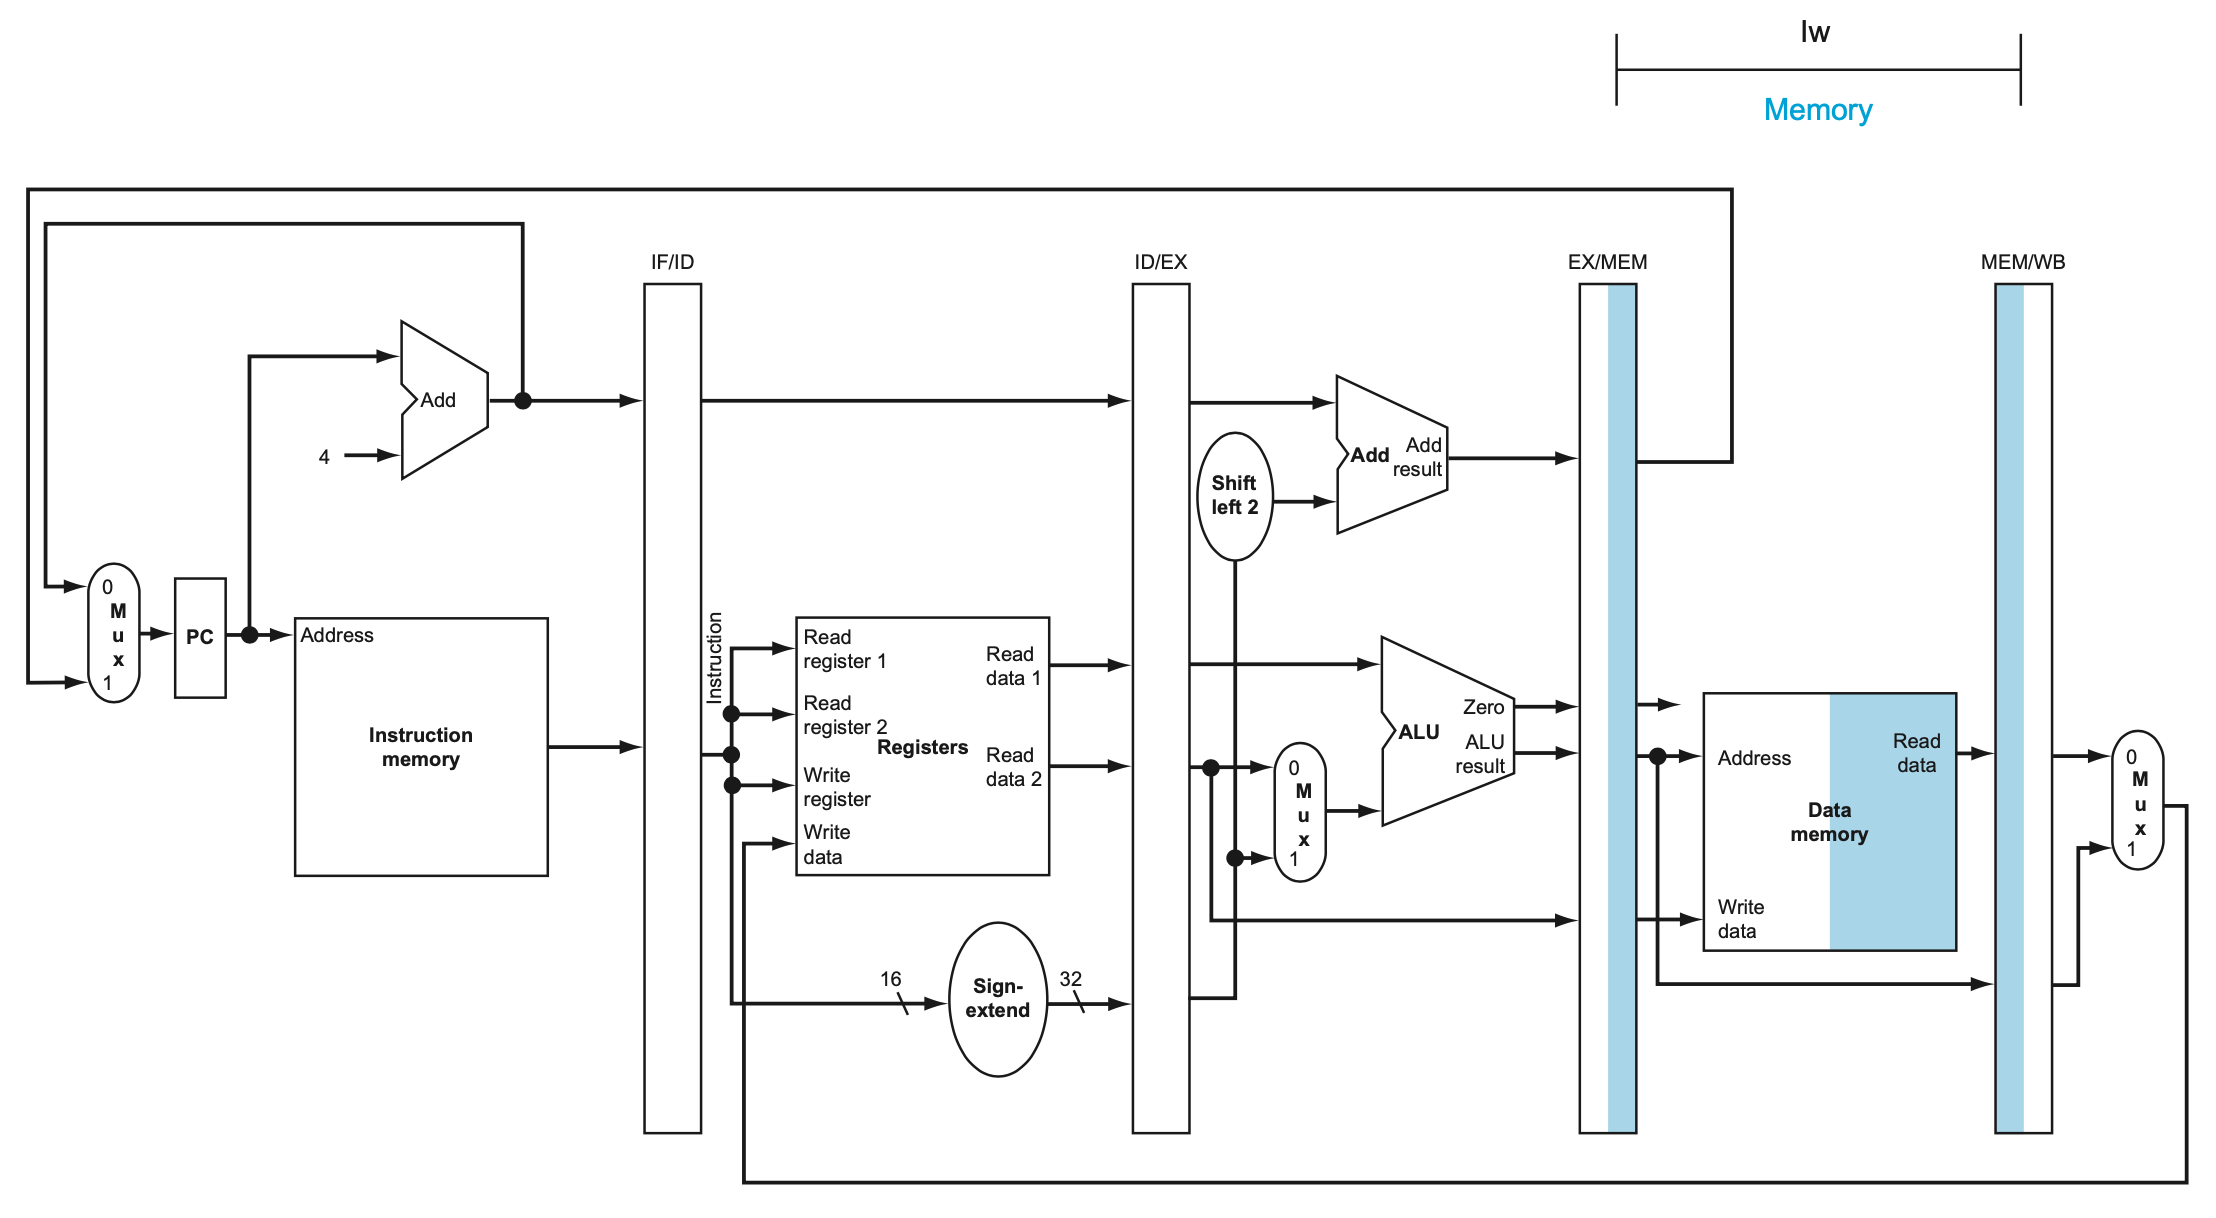 lw
Memory
IF/ID
ID/EX
EX/MEM
MEM/WB
Add
4
Add
Add
result
Shift
left 2
0
M
u
x
1
PC
Address
Instruction
memory
Instruction
Read
register 1
Read
register 2
Write
register
Write
data
Registers
Read
data 1
Read
data 2
16
Sign-
extend
32
0
M
u
x
1
ALU
Zero
ALU
result
Address
Write
data
Data
memory
Read
data
0
M
u
x
1